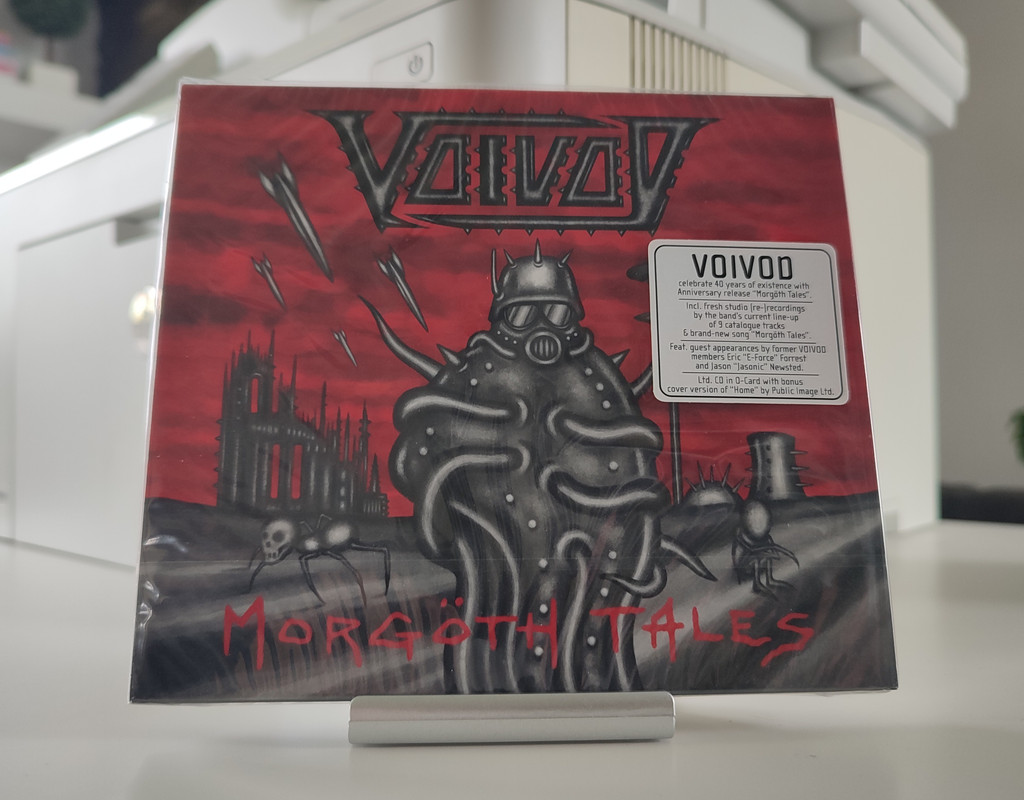 VOIVOD
VOIVOD
celebrate 40 years of existence with
Anniversary release "Morgöth Tales".
Incl. fresh studio (re-)recordings
by the band's current line-up
of 9 catalogue tracks
& brand-new song "Morgöth Tales".
Feat. guest appearances by former VOIVOD
members Eric "E-Force" Forrest
and Jason "Jasonic" Newsted.
Ltd. CD in O-Card with bonus
cover version of "Home" by Public Image Ltd.
MORGÖTH TALES